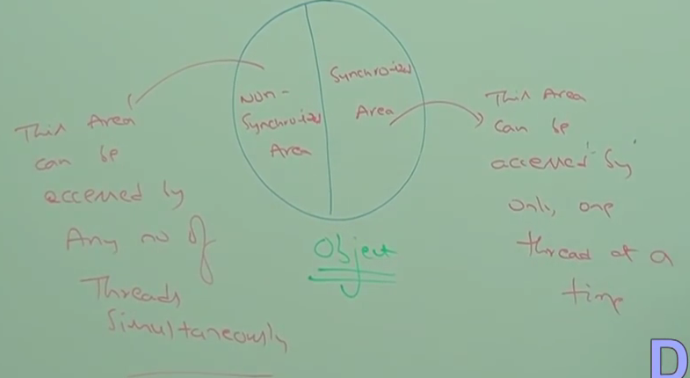 This Area
can be
accessed by
Any no of
Threads
Simultaneously
Non-
Synchronized
Area
Synchronized
Area
Object
This Area
can be
accessed by
only one
thread at a
time
D